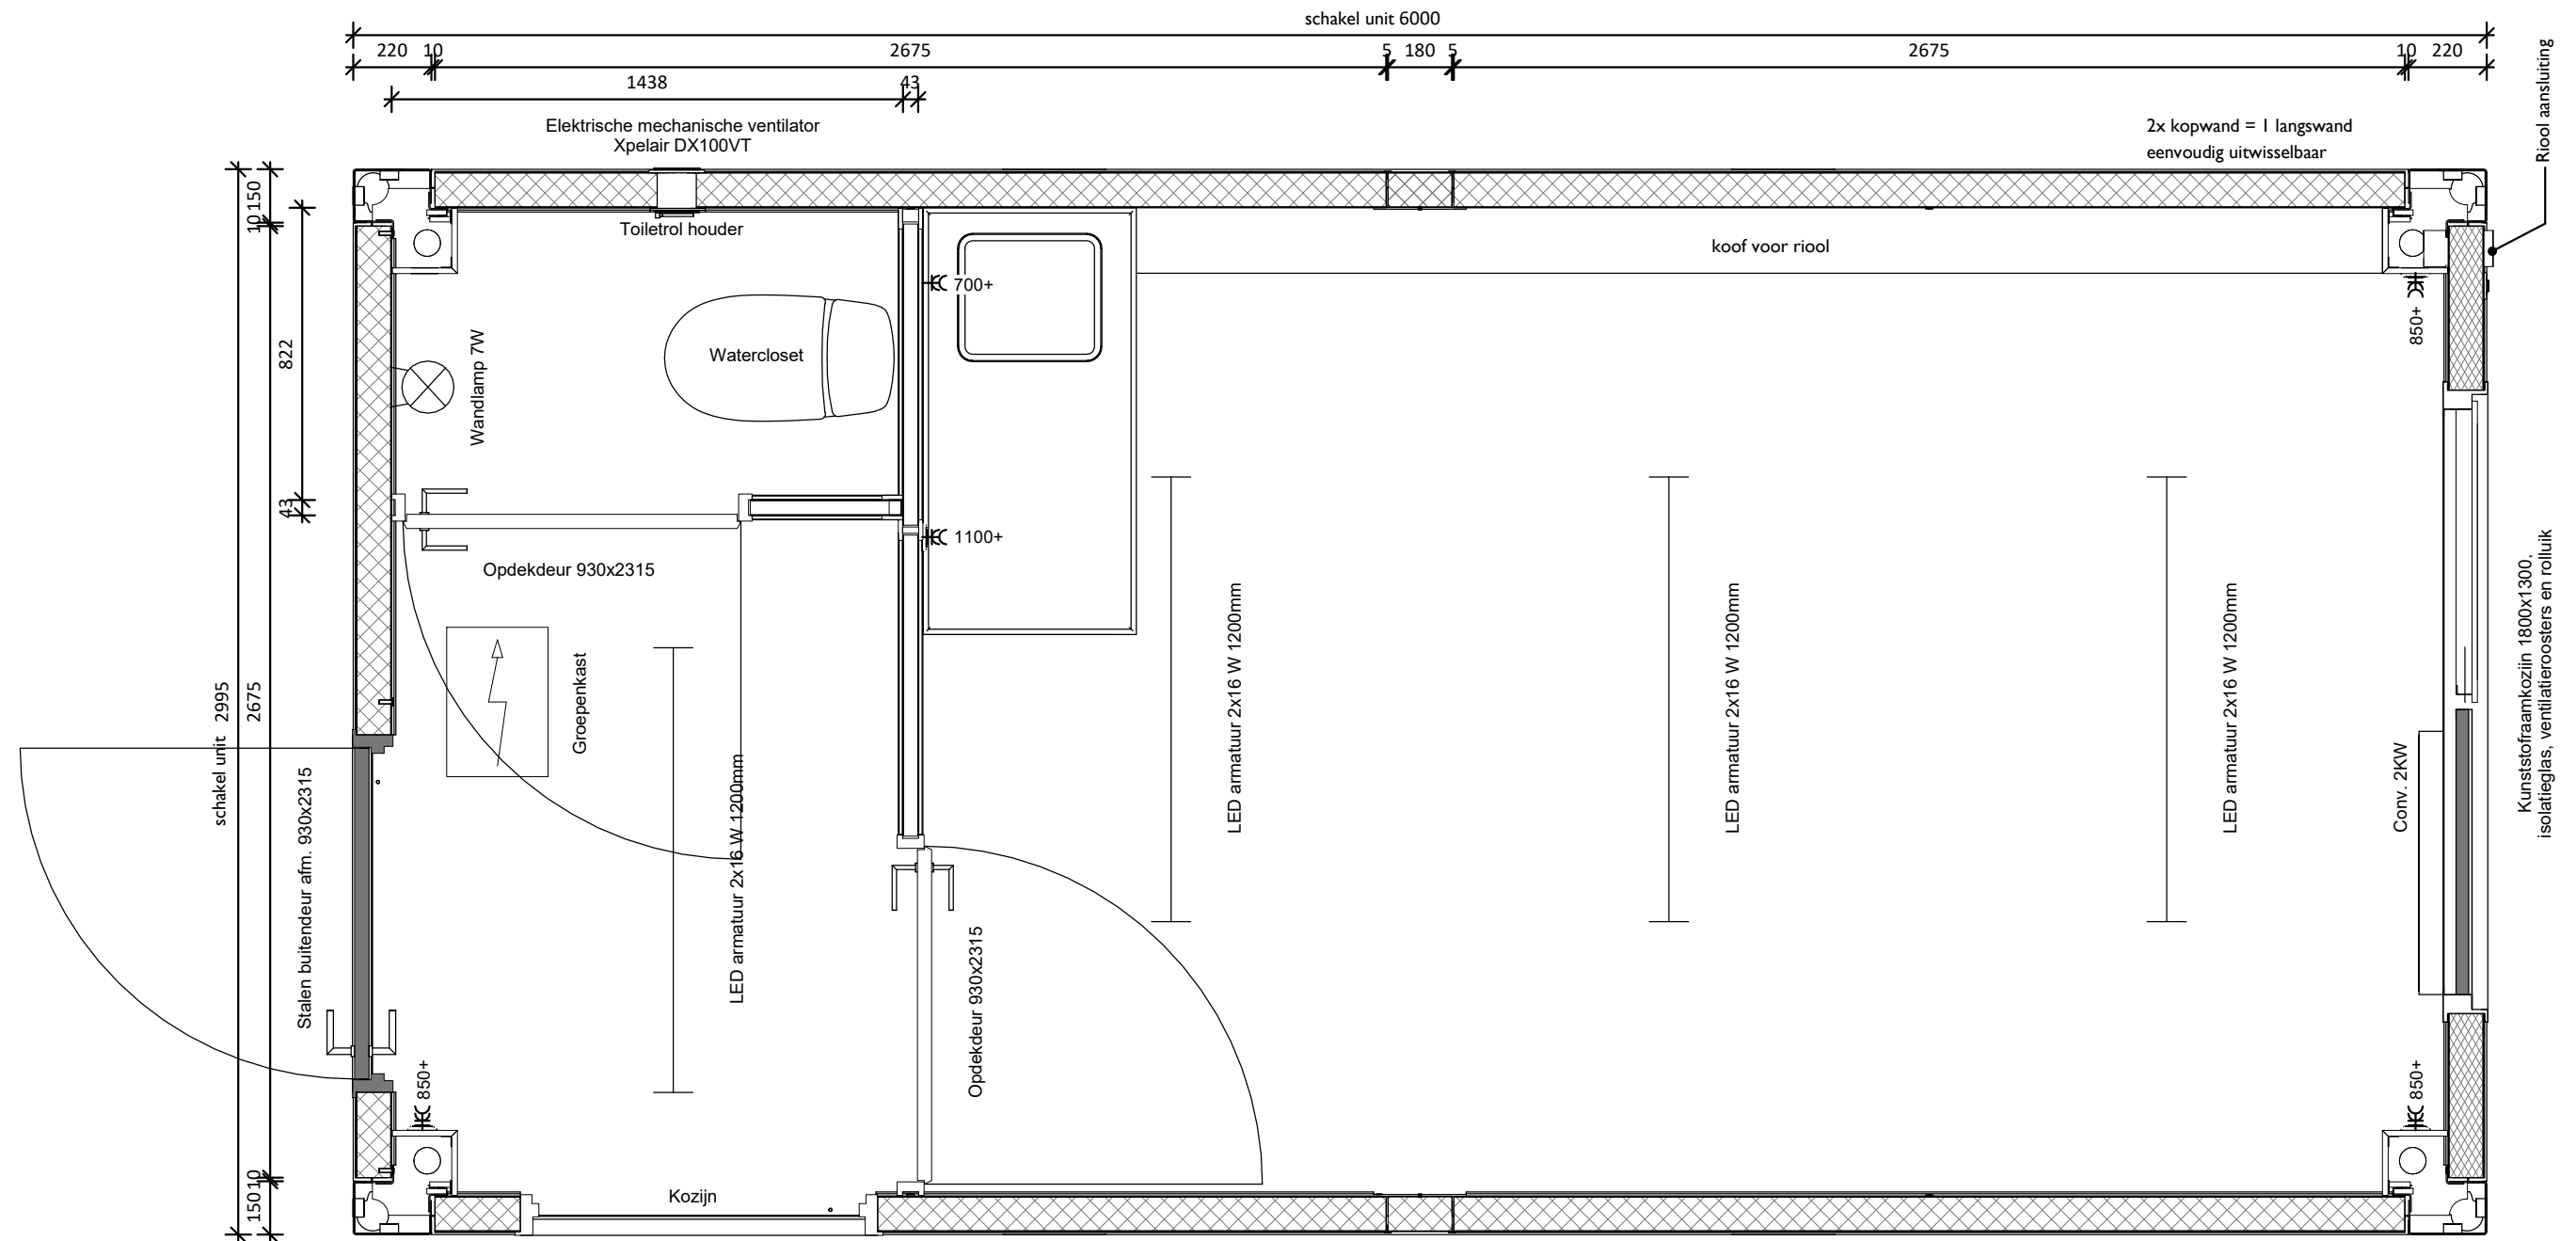 schakel unit 6000
220 10 2675 5 180 5 2675 10 220
1438 43
Elektrische mechanische ventilator
Xpelair DX100VT
2x kopwand = 1 langswand
eenvoudig uitwisselbaar
Riool aansluiting
150
10
822
43
schakel unit 2995
2675
10
150
Toiletrol houder
koof voor riool
700+
850+
Wandlamp 7W
Watercloset
1100+
Opdekdeur 930x2315
Groepenkast
LED armatuur 2x16 W 1200mm
LED armatuur 2x16 W 1200mm
LED armatuur 2x16 W 1200mm
LED armatuur 2x16 W 1200mm
Kunststofraamkozijn 1800x1300,
isolatieglas, ventilatieroosters en rolluik
Conv. 2KW
Stalen buitendeur afm. 930x2315
Opdekdeur 930x2315
850+
850+
Kozijn